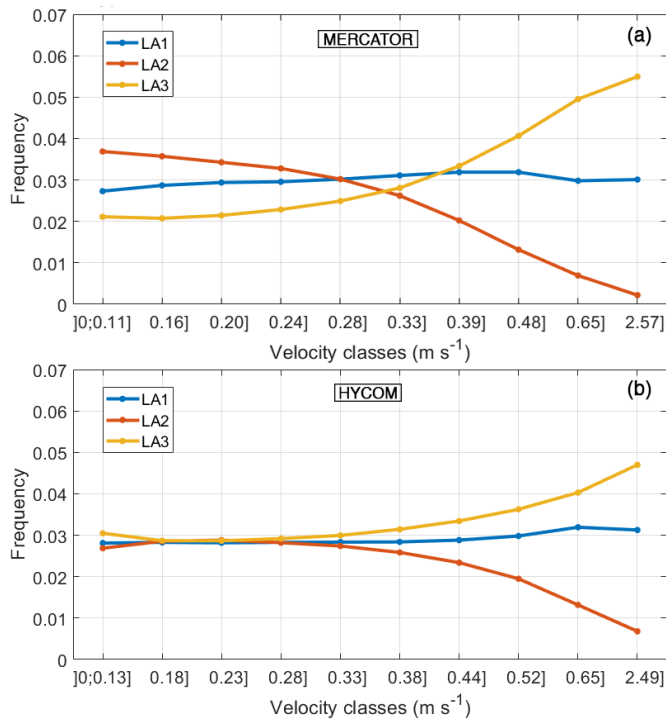 0.07
MERCATOR
(a)
LA1
LA2
LA3
0.06
0.05
0.04
0.03
0.02
0.01
0
Frequency
]0;0.11] 0.16] 0.20] 0.24] 0.28] 0.33] 0.39] 0.48] 0.65] 2.57]
Velocity classes (m s⁻¹)
0.07
HYCOM
(b)
LA1
LA2
LA3
0.06
0.05
0.04
0.03
0.02
0.01
0
Frequency
]0;0.13] 0.18] 0.23] 0.28] 0.33] 0.38] 0.44] 0.52] 0.65] 2.49]
Velocity classes (m s⁻¹)